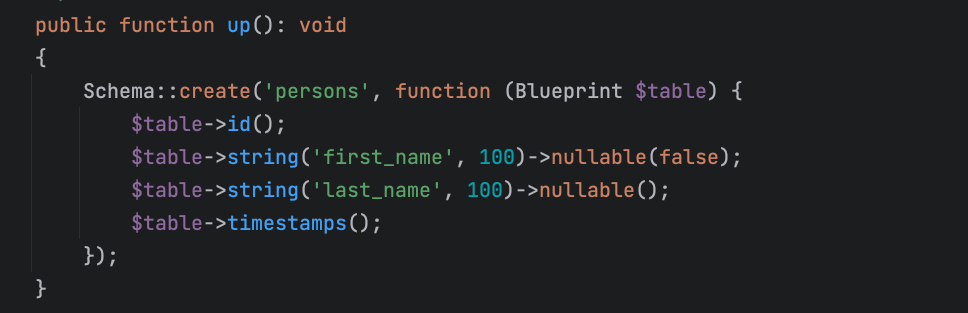 public function up(): void
{
    Schema::create('persons', function (Blueprint $table) {
        $table->id();
        $table->string('first_name', 100)->nullable(false);
        $table->string('last_name', 100)->nullable();
        $table->timestamps();
    });
}